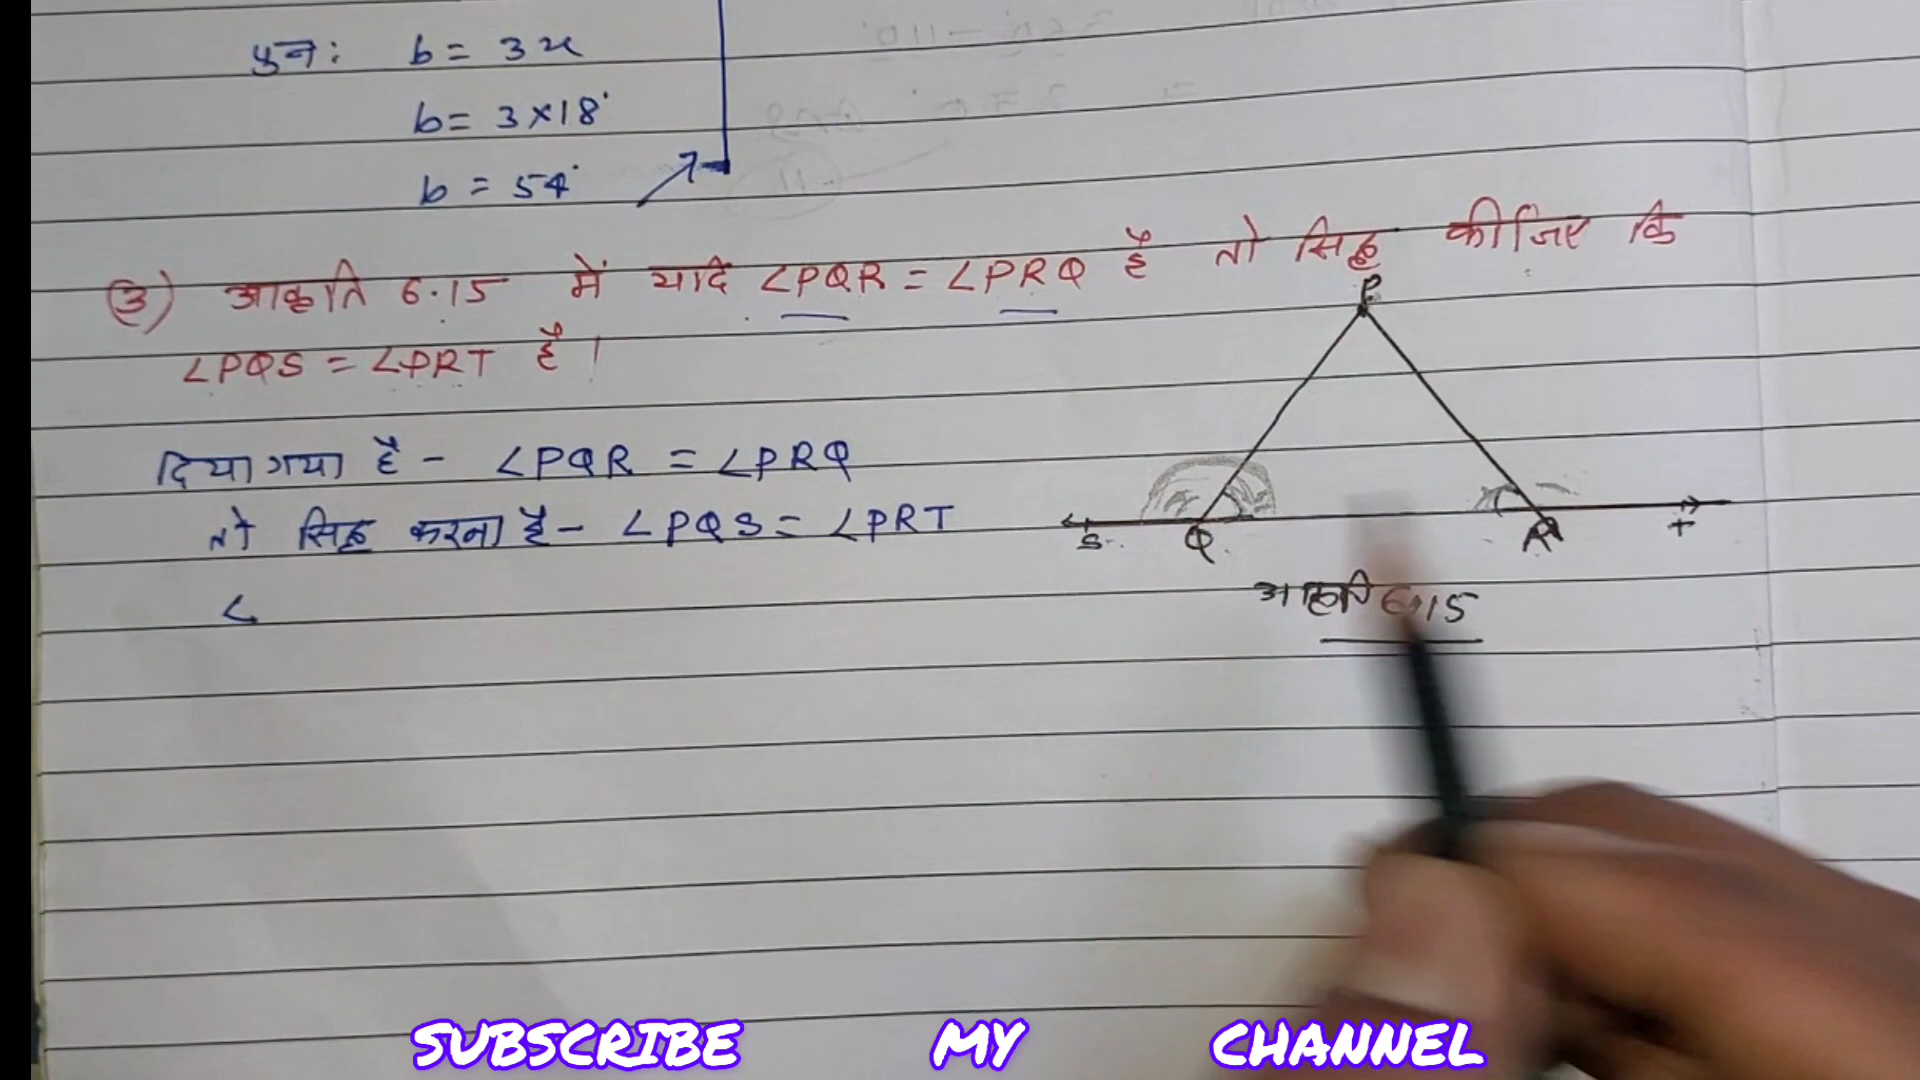 पुनः b = 3x
b = 3×18°
b = 54°
③) आकृति 6.15 में यदि ∠PQR = ∠PRQ है तो सिद्ध कीजिए कि
∠PQS = ∠PRT है।
दिया गया है - ∠PQR = ∠PRQ
तो सिद्ध करना है - ∠PQS = ∠PRT
∠
P
S Q R T
आकृति 6.15
SUBSCRIBE MY CHANNEL